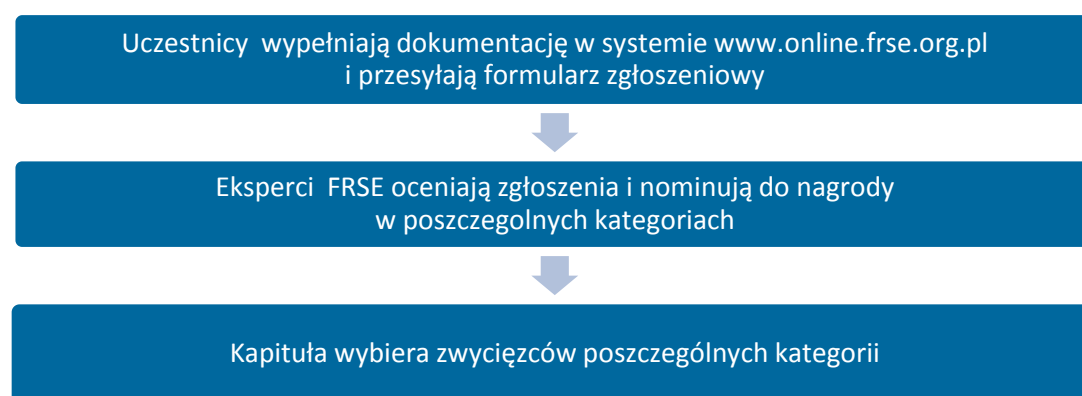 Uczestnicy  wypełniają dokumentację w systemie www.online.frse.org.pl
i przesyłają formularz zgłoszeniowy
Eksperci  FRSE oceniają zgłoszenia i nominują do nagrody
w poszczegolnych kategoriach
Kapituła wybiera zwycięzców poszczególnych kategorii